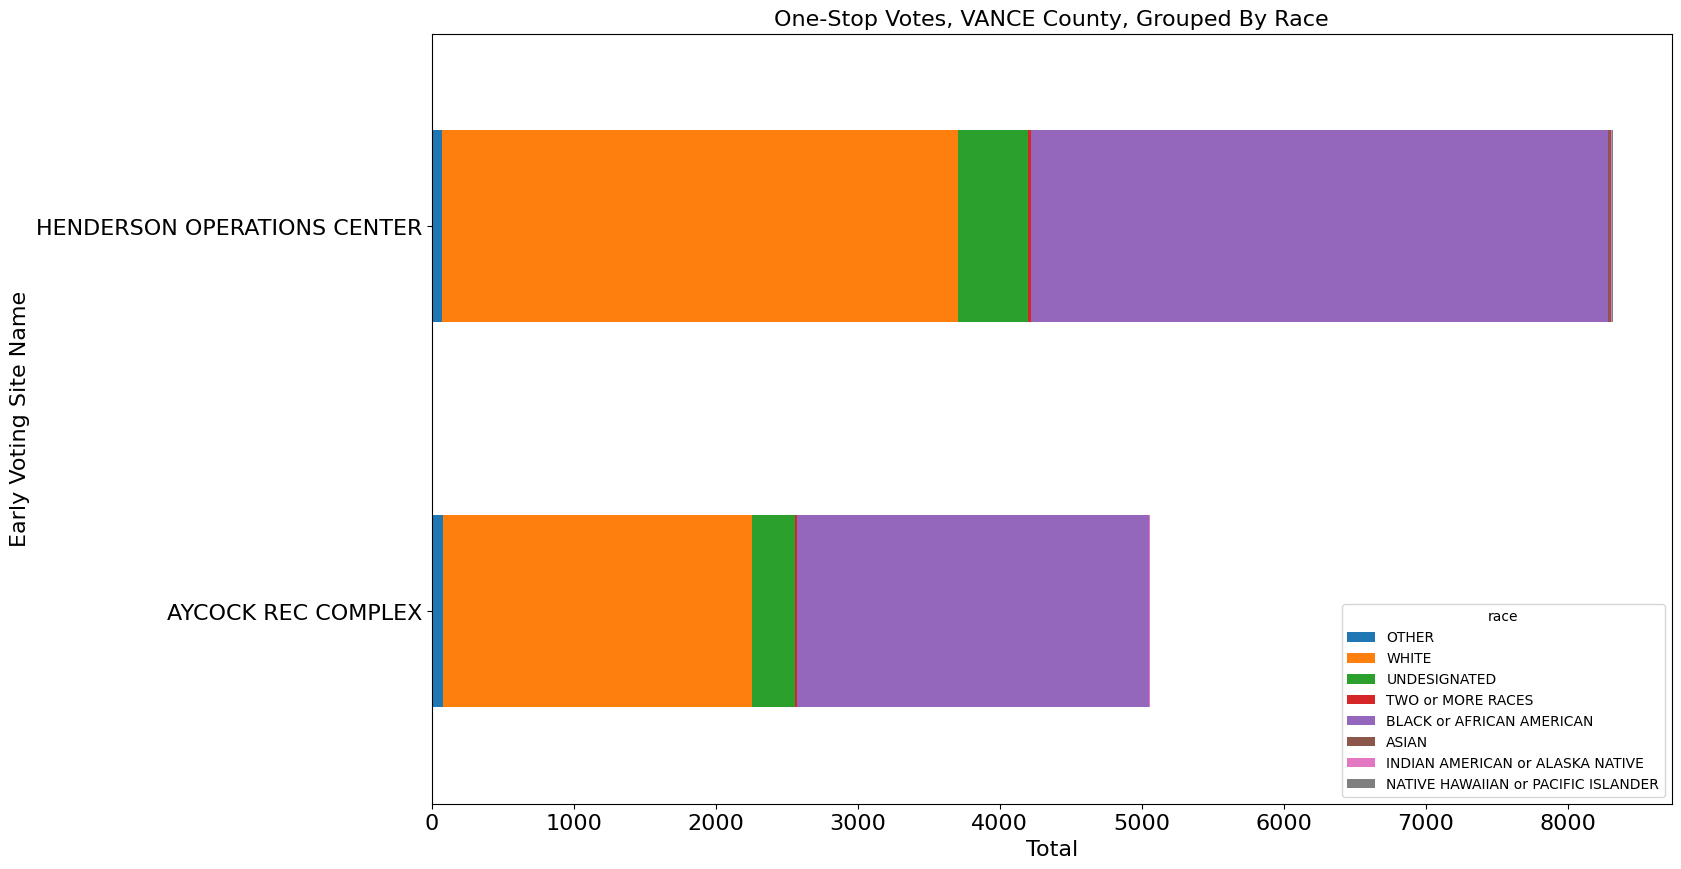 One-Stop Votes, VANCE County, Grouped By Race
Early Voting Site Name
HENDERSON OPERATIONS CENTER
AYCOCK REC COMPLEX
race
OTHER
WHITE
UNDESIGNATED
TWO or MORE RACES
BLACK or AFRICAN AMERICAN
ASIAN
INDIAN AMERICAN or ALASKA NATIVE
NATIVE HAWAIIAN or PACIFIC ISLANDER
0 1000 2000 3000 4000 5000 6000 7000 8000
Total